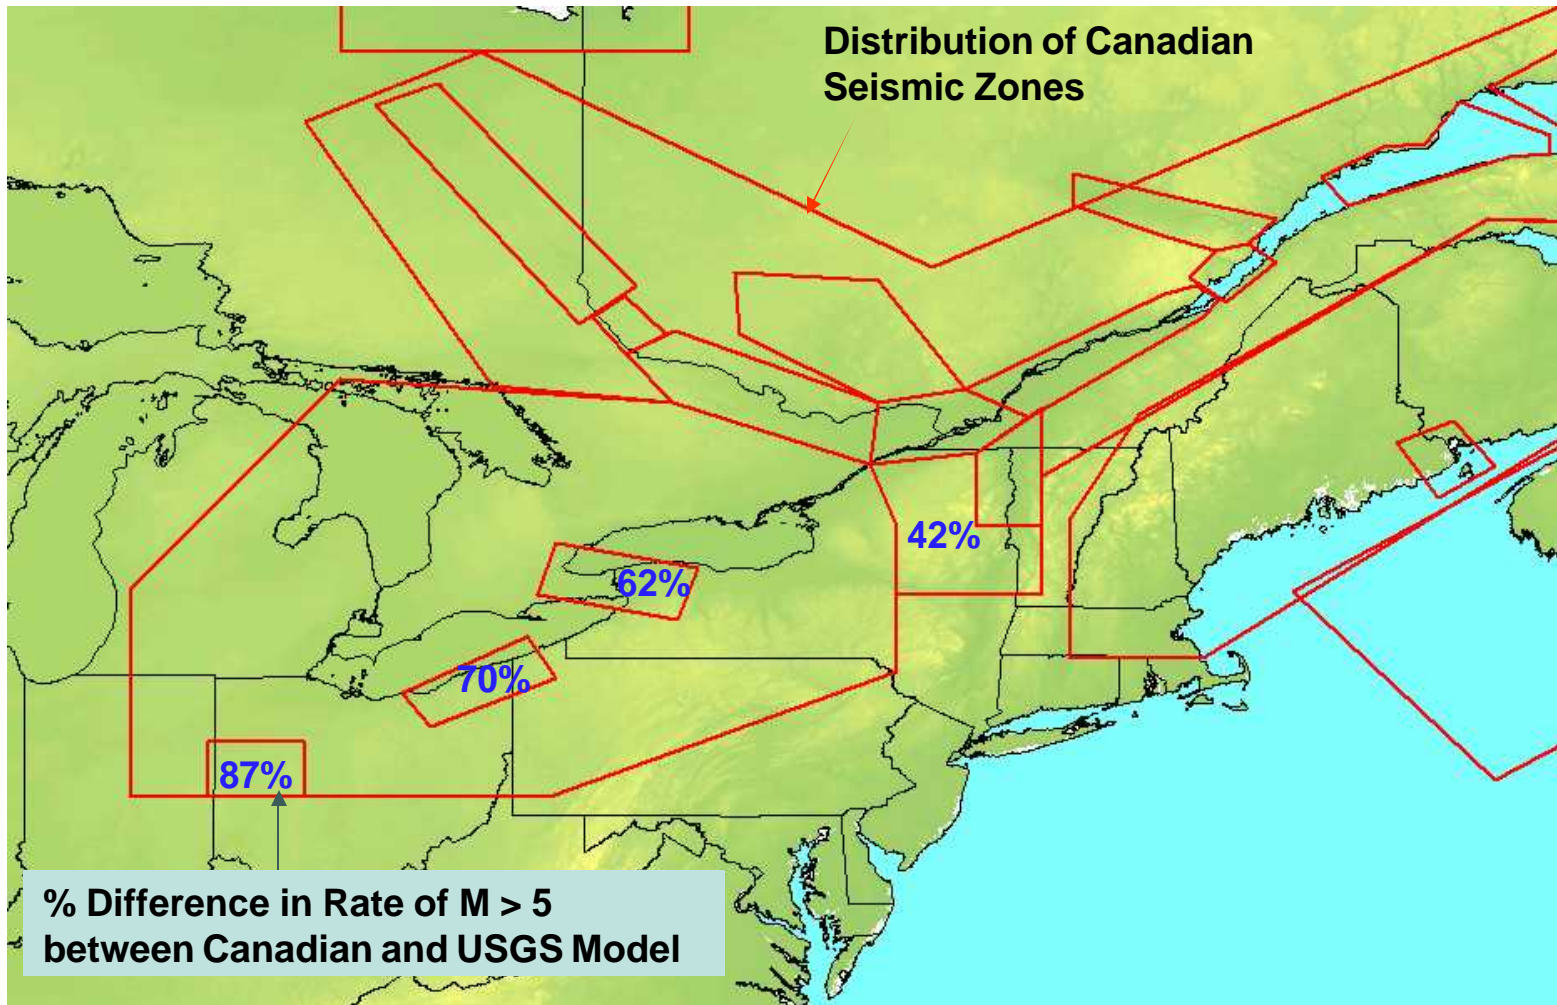 Distribution of Canadian
Seismic Zones
42%
62%
70%
87%
% Difference in Rate of M > 5
between Canadian and USGS Model